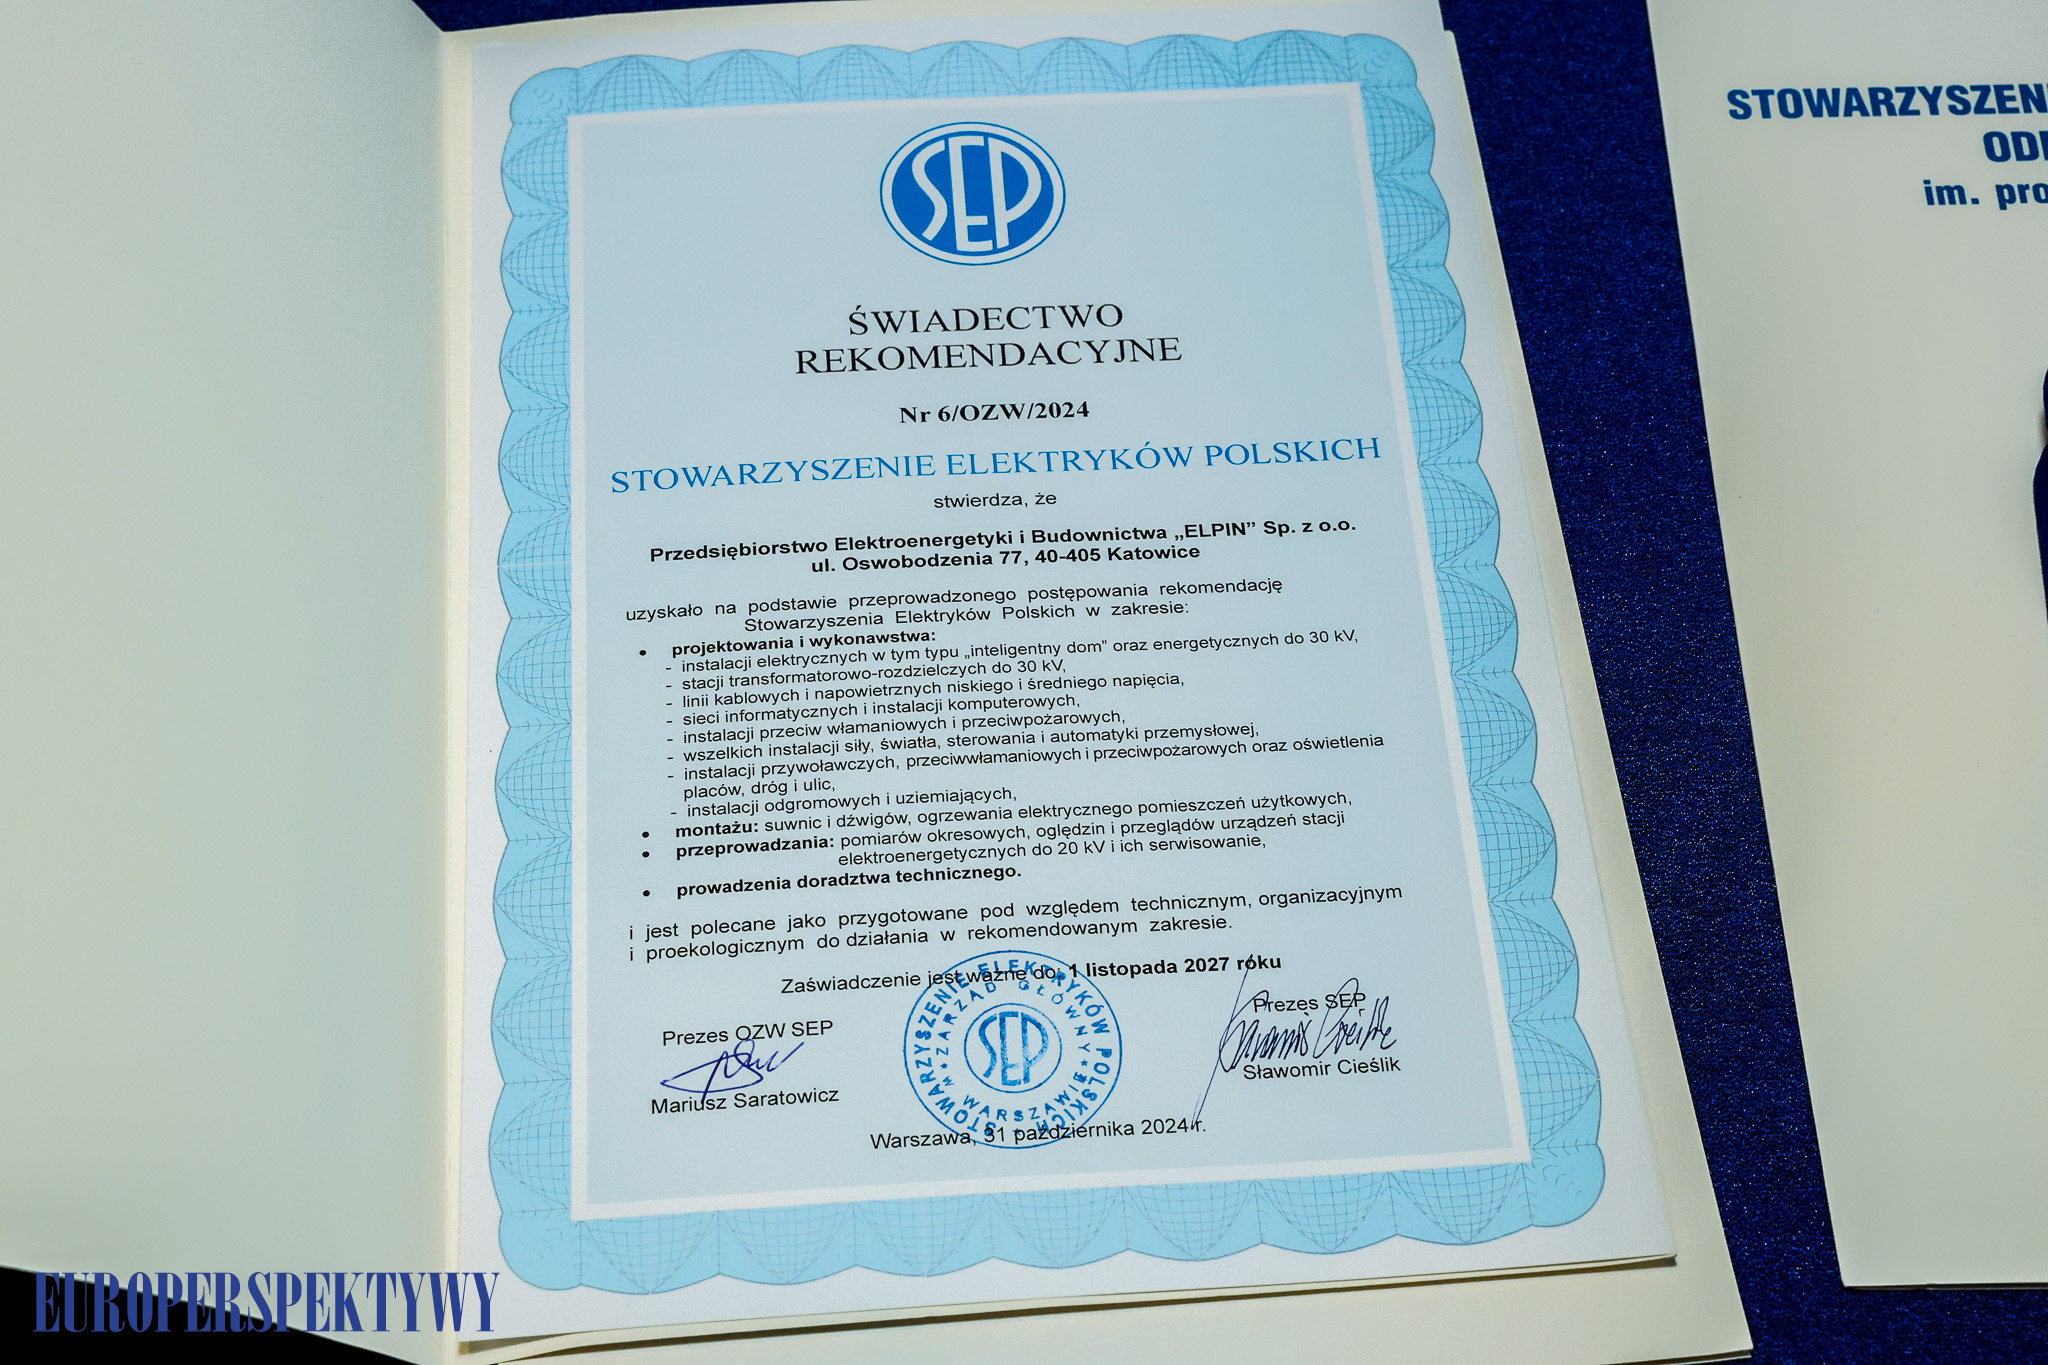 SEP
ŚWIADECTWO
REKOMENDACYJNE
Nr 6/OZW/2024
STOWARZYSZENIE ELEKTRYKÓW POLSKICH
stwierdza, że
Przedsiębiorstwo Elektroenergetyki i Budownictwa „ELPIN” Sp. z o.o.
ul. Oswobodzenia 77, 40-405 Katowice
uzyskało na podstawie przeprowadzonego postępowania rekomendację
Stowarzyszenia Elektryków Polskich w zakresie:
• projektowania i wykonawstwa:
- instalacji elektrycznych w tym typu „inteligentny dom” oraz energetycznych do 30 kV,
- stacji transformatorowo-rozdzielczych do 30 kV,
- linii kablowych i napowietrznych niskiego i średniego napięcia,
- sieci informatycznych i instalacji komputerowych,
- instalacji przeciw włamaniowych i przeciwpożarowych,
- wszelkich instalacji siły, światła, sterowania i automatyki przemysłowej,
- instalacji przywoławczych, przeciwwłamaniowych i przeciwpożarowych oraz oświetlenia
placów, dróg i ulic,
- instalacji odgromowych i uziemiających,
• montażu: suwnic i dźwigów, ogrzewania elektrycznego pomieszczeń użytkowych,
• przeprowadzania: pomiarów okresowych, oględzin i przeglądów urządzeń stacji
elektroenergetycznych do 20 kV i ich serwisowanie,
• prowadzenia doradztwa technicznego.
i jest polecane jako przygotowane pod względem technicznym, organizacyjnym
i proekologicznym do działania w rekomendowanym zakresie.
Zaświadczenie jest ważne do: 1 listopada 2027 roku
Prezes OZW SEP
Mariusz Saratowicz
STOWARZYSZENIE ELEKTRYKÓW POLSKICH
ZARZĄD GŁÓWNY
W WARSZAWIE
SEP
Prezes SEP
Sławomir Cieślik
Warszawa, 31 października 2024 r.
STOWARZYSZEN
ODD
im. pro
EUROPERSPEKTYWY